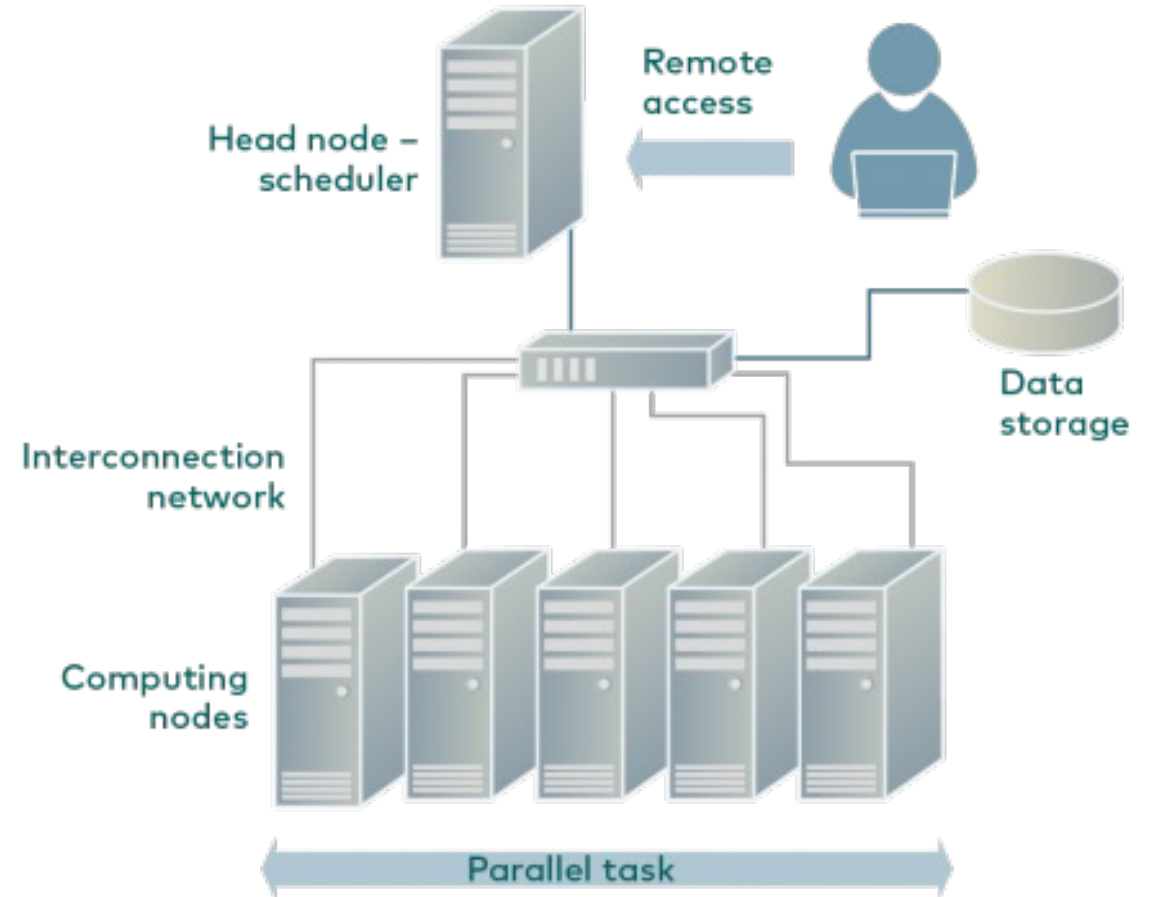 Remote
access
Head node –
scheduler
Data
storage
Interconnection
network
Computing
nodes
Parallel task